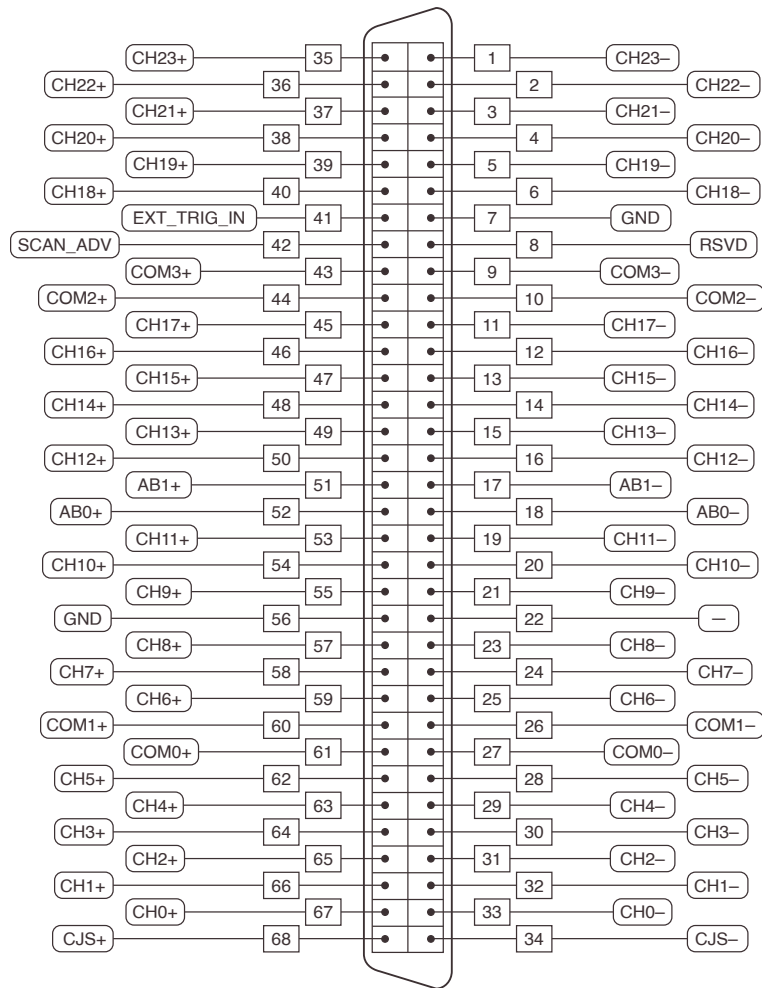 CH23+ 35 1 CH23–
CH22+ 36 2 CH22–
CH21+ 37 3 CH21–
CH20+ 38 4 CH20–
CH19+ 39 5 CH19–
CH18+ 40 6 CH18–
EXT_TRIG_IN 41 7 GND
SCAN_ADV 42 8 RSVD
COM3+ 43 9 COM3–
COM2+ 44 10 COM2–
CH17+ 45 11 CH17–
CH16+ 46 12 CH16–
CH15+ 47 13 CH15–
CH14+ 48 14 CH14–
CH13+ 49 15 CH13–
CH12+ 50 16 CH12–
AB1+ 51 17 AB1–
AB0+ 52 18 AB0–
CH11+ 53 19 CH11–
CH10+ 54 20 CH10–
CH9+ 55 21 CH9–
GND 56 22 —
CH8+ 57 23 CH8–
CH7+ 58 24 CH7–
CH6+ 59 25 CH6–
COM1+ 60 26 COM1–
COM0+ 61 27 COM0–
CH5+ 62 28 CH5–
CH4+ 63 29 CH4–
CH3+ 64 30 CH3–
CH2+ 65 31 CH2–
CH1+ 66 32 CH1–
CH0+ 67 33 CH0–
CJS+ 68 34 CJS–